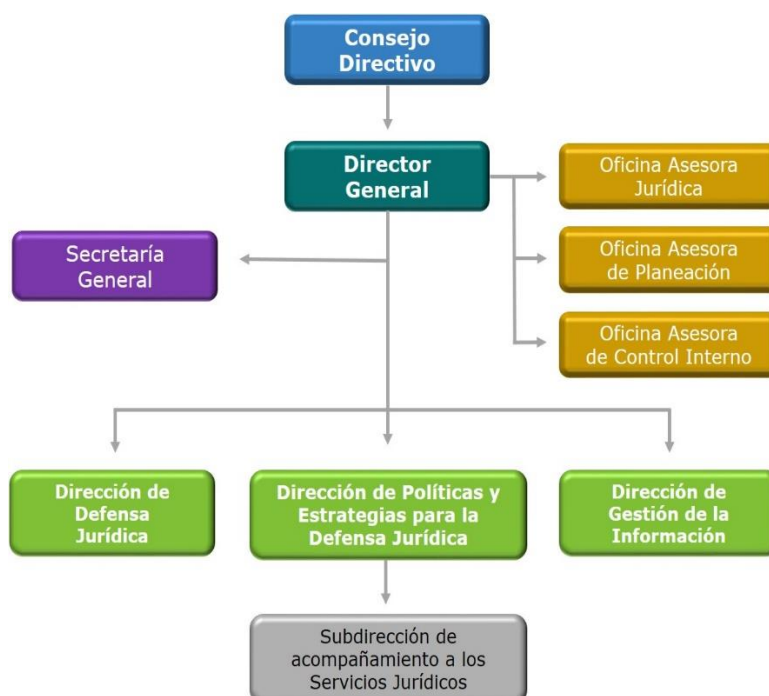 Consejo
Directivo
Director
General
Oficina Asesora
Jurídica
Secretaría
General
Oficina Asesora
de Planeación
Oficina Asesora
de Control Interno
Dirección de
Defensa
Jurídica
Dirección de Políticas y
Estrategias para la
Defensa Jurídica
Dirección de
Gestión de la
Información
Subdirección de
acompañamiento a los
Servicios Jurídicos